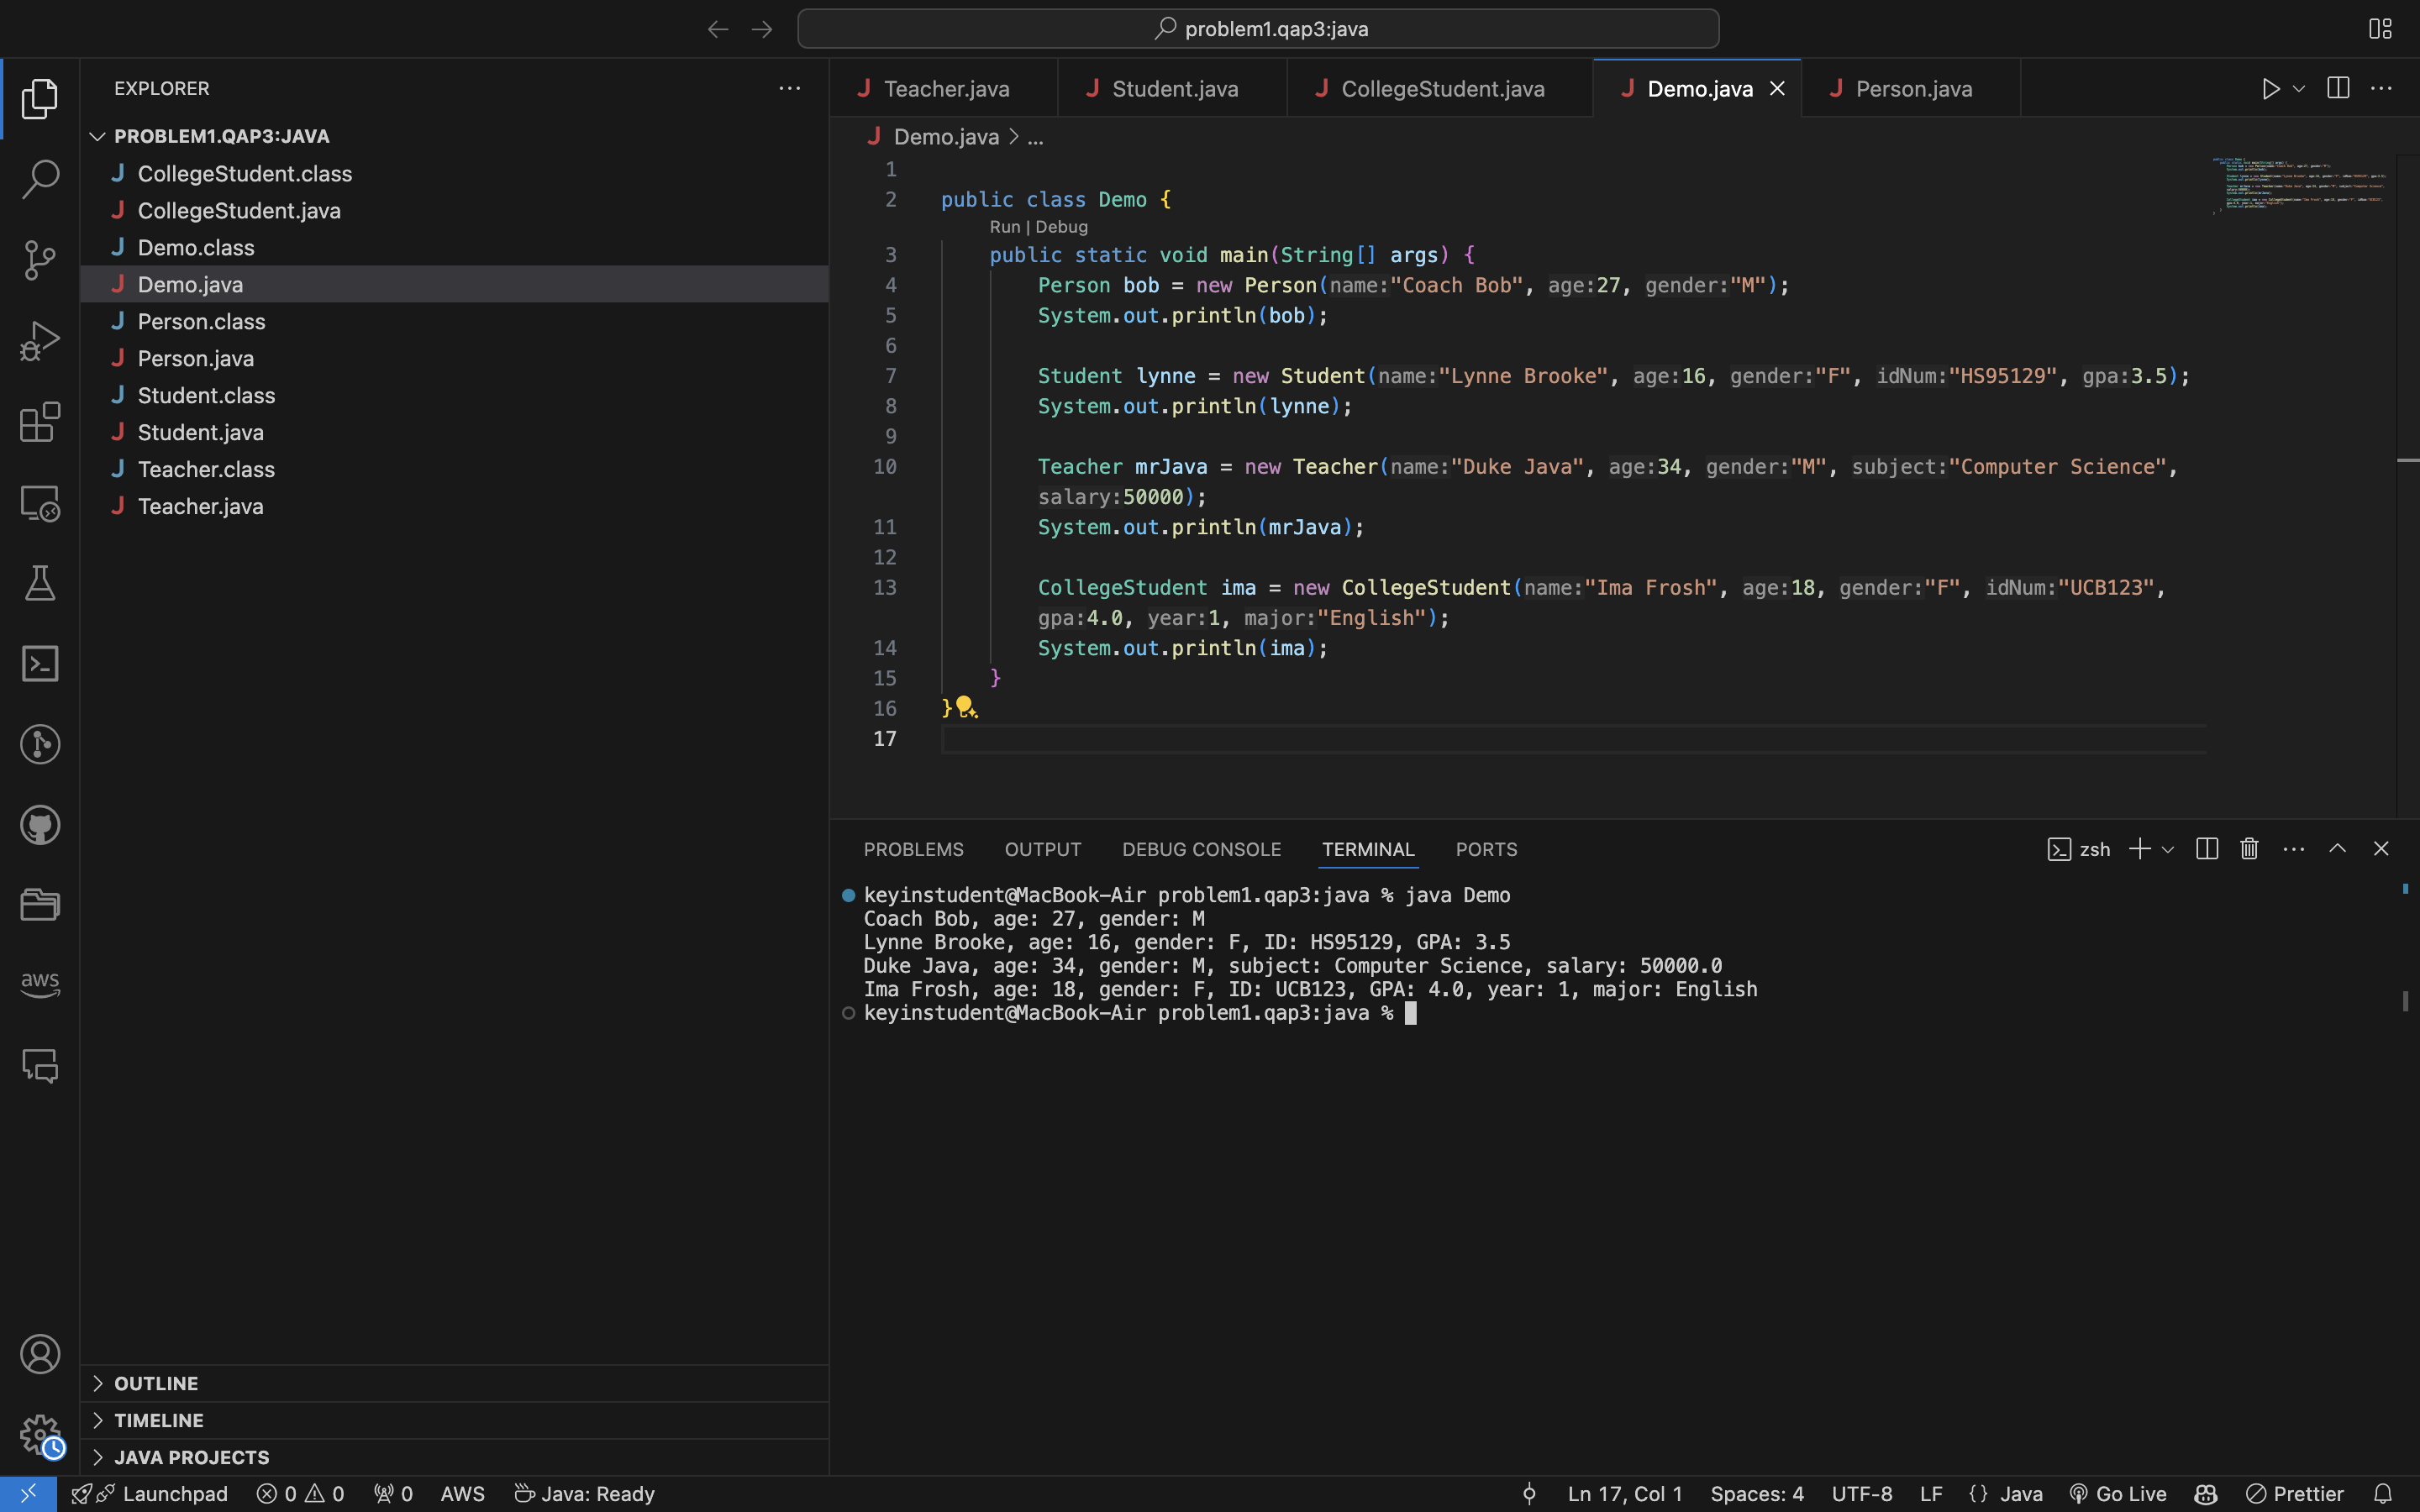 problem1.qap3:java
EXPLORER
PROBLEM1.QAP3:JAVA
CollegeStudent.class
CollegeStudent.java
Demo.class
Demo.java
Person.class
Person.java
Student.class
Student.java
Teacher.class
Teacher.java
OUTLINE
TIMELINE
JAVA PROJECTS
aws
Teacher.java Student.java CollegeStudent.java Demo.java Person.java
Demo.java > ...
1
2 public class Demo {
Run | Debug
3 public static void main(String[] args) {
4 Person bob = new Person(name:"Coach Bob", age:27, gender:"M");
5 System.out.println(bob);
6
7 Student lynne = new Student(name:"Lynne Brooke", age:16, gender:"F", idNum:"HS95129", gpa:3.5);
8 System.out.println(lynne);
9
10 Teacher mrJava = new Teacher(name:"Duke Java", age:34, gender:"M", subject:"Computer Science",
salary:50000);
11 System.out.println(mrJava);
12
13 CollegeStudent ima = new CollegeStudent(name:"Ima Frosh", age:18, gender:"F", idNum:"UCB123",
gpa:4.0, year:1, major:"English");
14 System.out.println(ima);
15 }
16 }
17
PROBLEMS OUTPUT DEBUG CONSOLE TERMINAL PORTS zsh
keyinstudent@MacBook-Air problem1.qap3:java % java Demo
Coach Bob, age: 27, gender: M
Lynne Brooke, age: 16, gender: F, ID: HS95129, GPA: 3.5
Duke Java, age: 34, gender: M, subject: Computer Science, salary: 50000.0
Ima Frosh, age: 18, gender: F, ID: UCB123, GPA: 4.0, year: 1, major: English
keyinstudent@MacBook-Air problem1.qap3:java %
Launchpad 0 0 0 AWS Java: Ready Ln 17, Col 1 Spaces: 4 UTF-8 LF {} Java Go Live Prettier